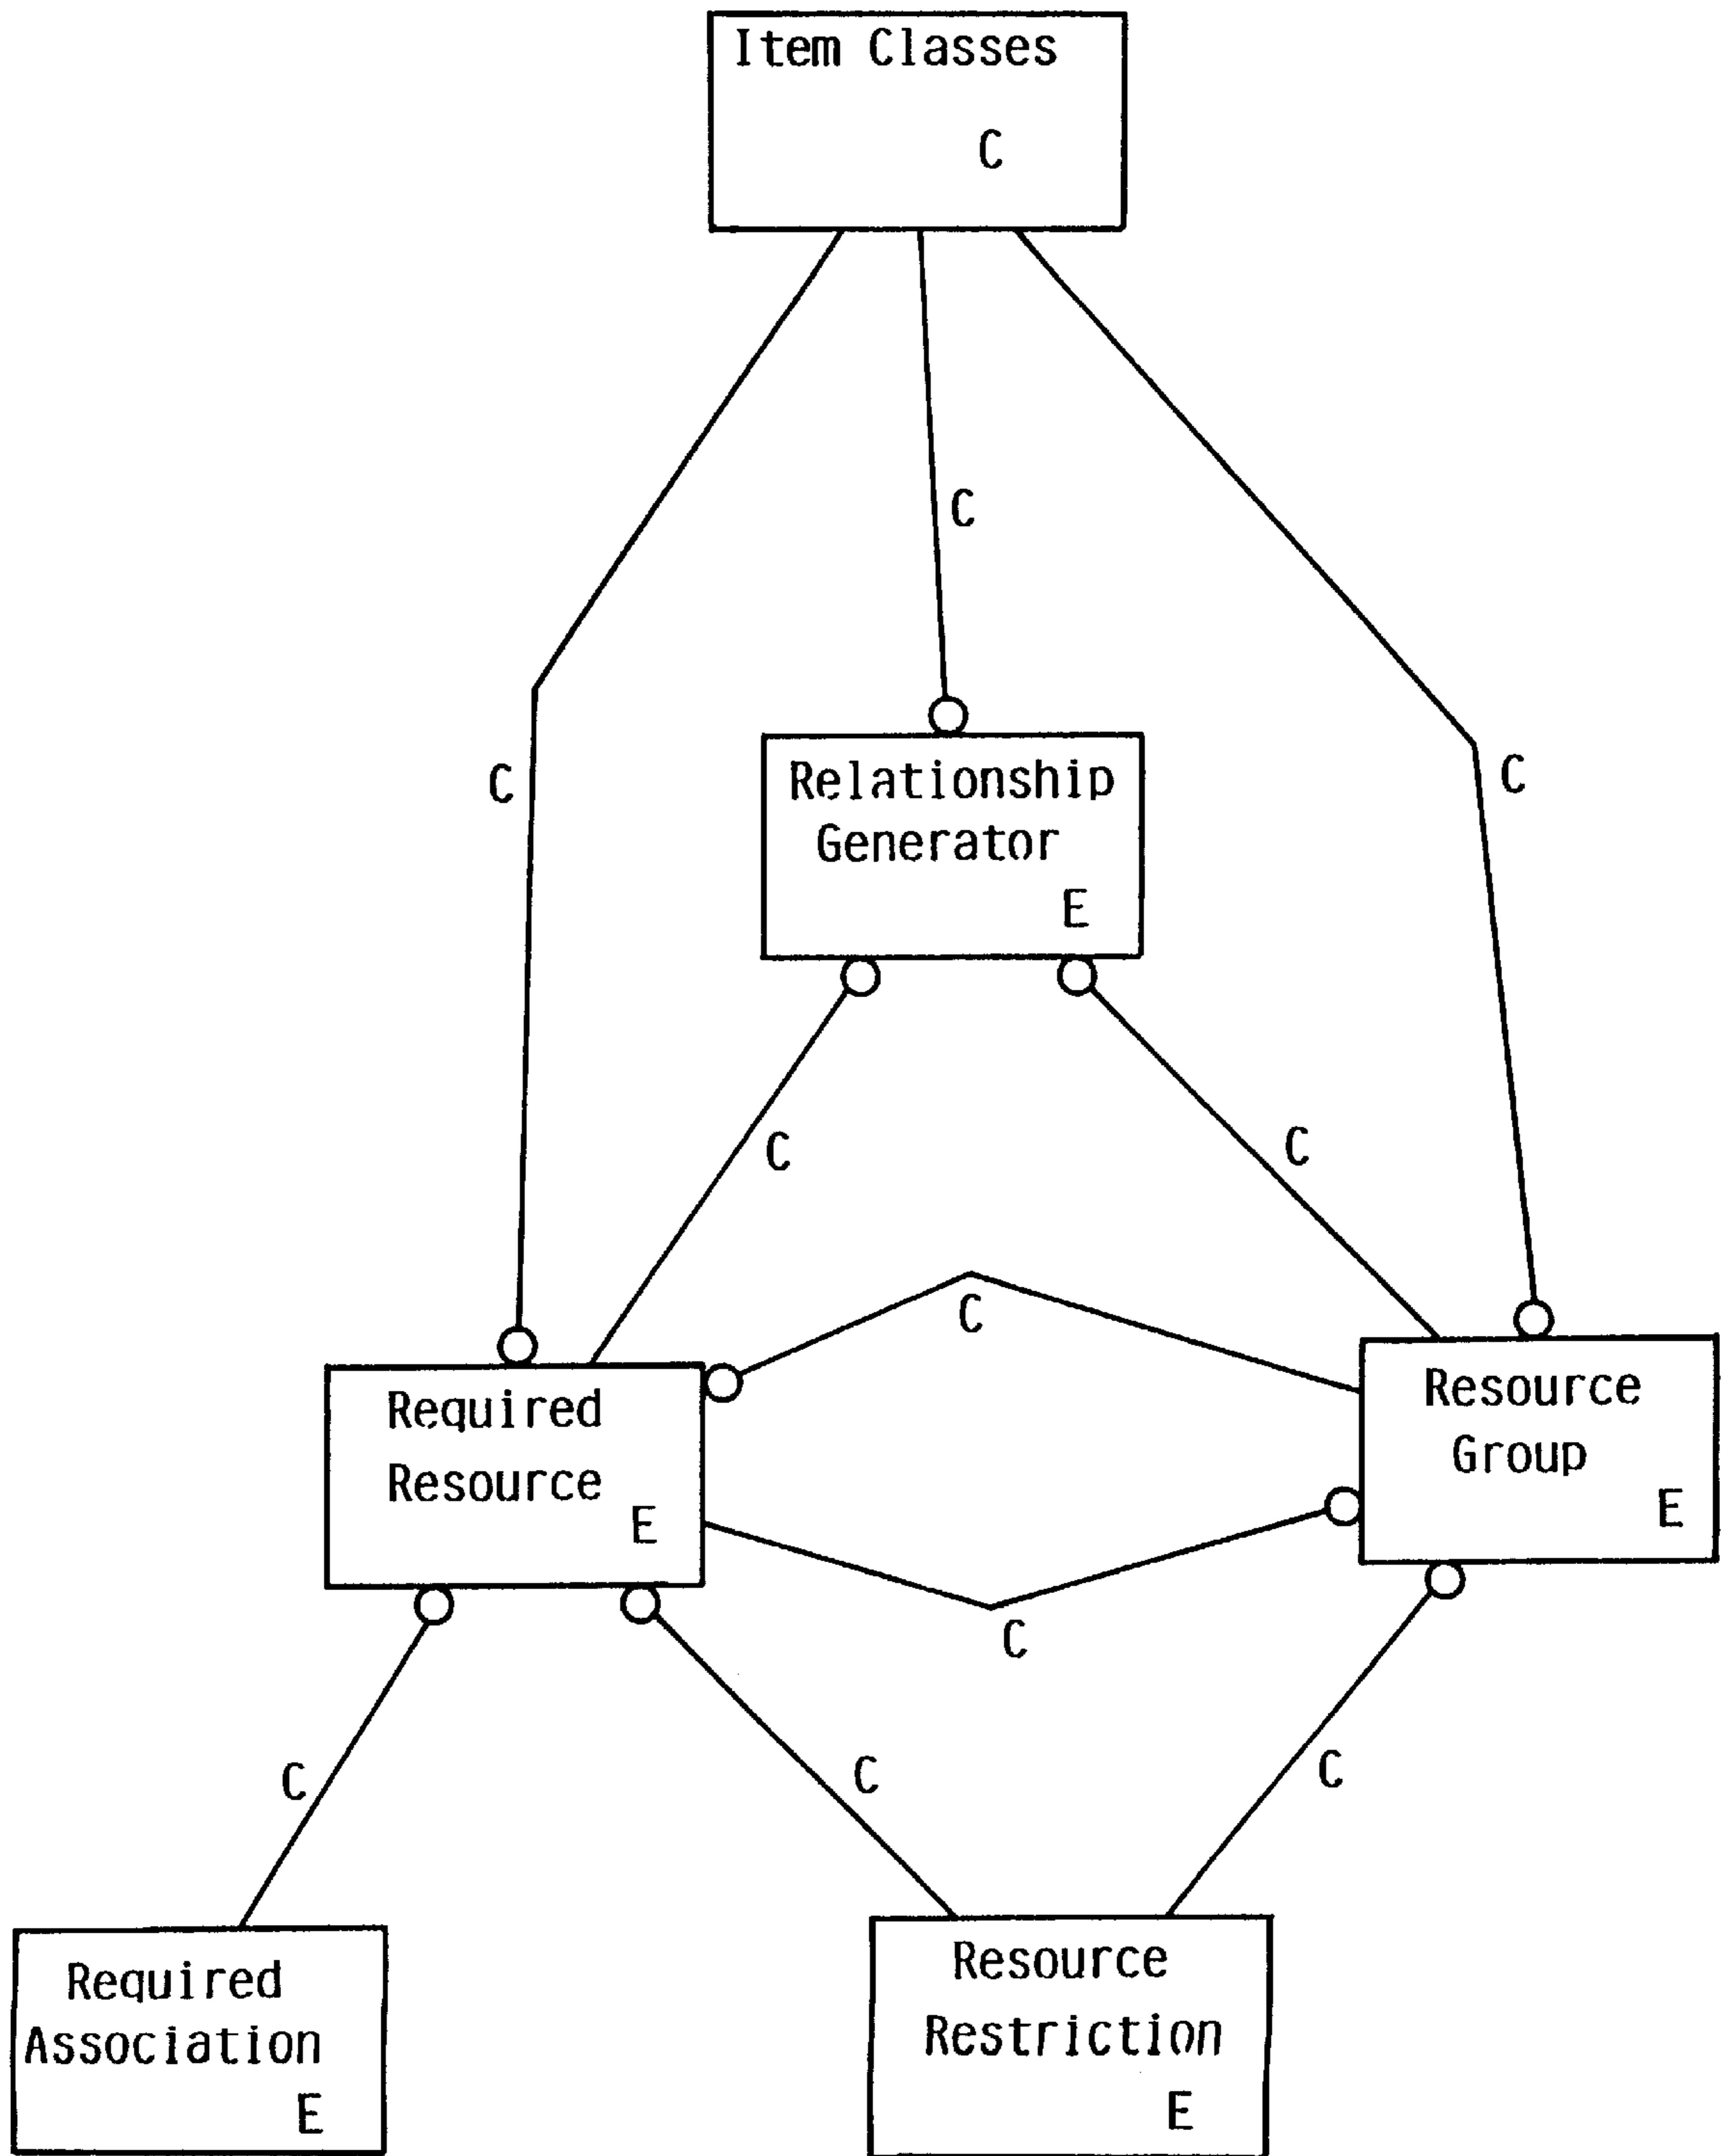 Item Classes
C
C
Relationship
Generator
E
C
C
C
C
C
Required
Resource
E
Resource
Group
E
C
C
C
C
Required
Association
E
Resource
Restriction
E